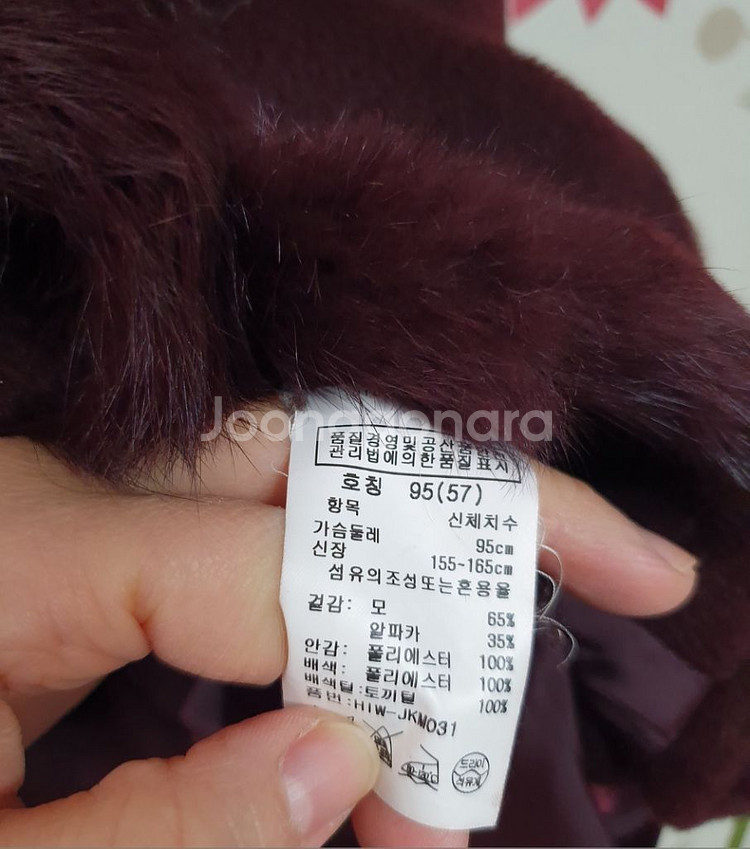 Joongkonara
품질경영및공산품안전
관리법에의한품질표시
호칭 95(57)
항목 신체치수
가슴둘레 95cm
신장 155~165cm
섬유의조성또는혼용율
겉감: 모 65%
알파카 35%
안감: 폴리에스터 100%
배색: 폴리에스터 100%
배색털:토끼털 100%
품번:HIW-JKM031
드라이
석유계